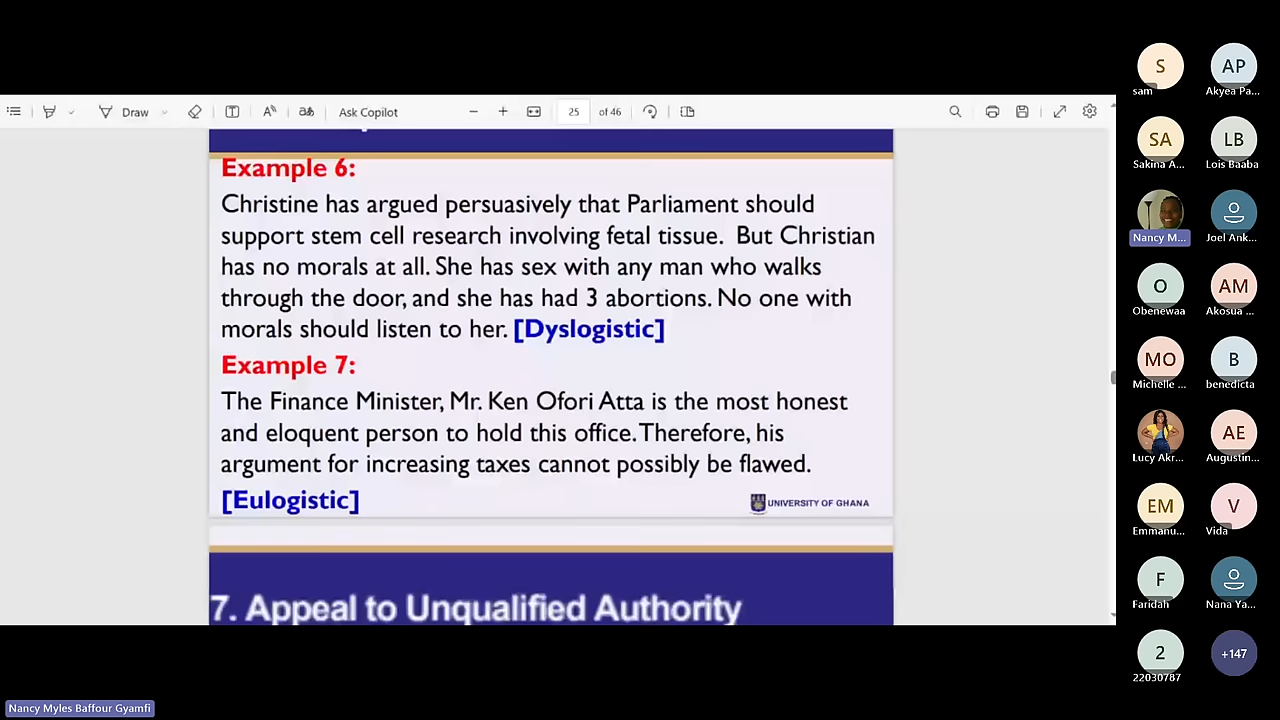 Draw
Ask Copilot
25
of 46
Example 6:
Christine has argued persuasively that Parliament should
support stem cell research involving fetal tissue. But Christian
has no morals at all. She has sex with any man who walks
through the door, and she has had 3 abortions. No one with
morals should listen to her. [Dyslogistic]
Example 7:
The Finance Minister, Mr. Ken Ofori Atta is the most honest
and eloquent person to hold this office. Therefore, his
argument for increasing taxes cannot possibly be flawed.
[Eulogistic]
UNIVERSITY OF GHANA
7. Appeal to Unqualified Authority
S
sam
AP
Akyea Pa...
SA
Sakina A...
LB
Lois Baaba
Nancy M...
Joel Ank...
O
Obenewaa
AM
Akosua ...
MO
Michelle ...
B
benedicta
Lucy Akr...
AE
Augustin...
EM
Emmanu...
V
Vida
F
Faridah
Nana Ya...
2
22030787
+147
Nancy Myles Baffour Gyamfi